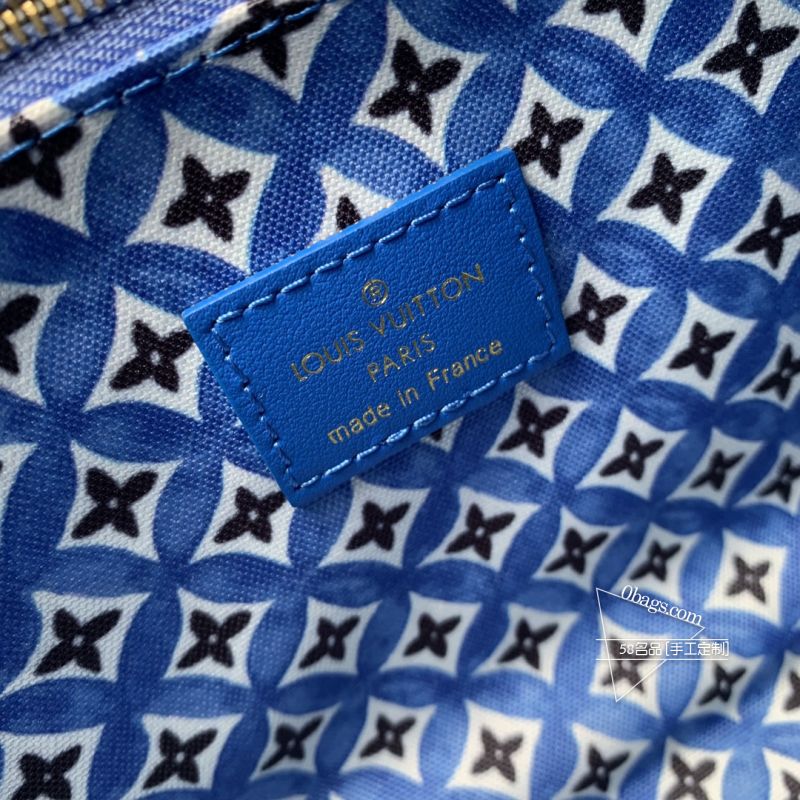 ®
LOUIS VUITTON
PARIS
made in France
0bags.com
58名品 [手工定制]